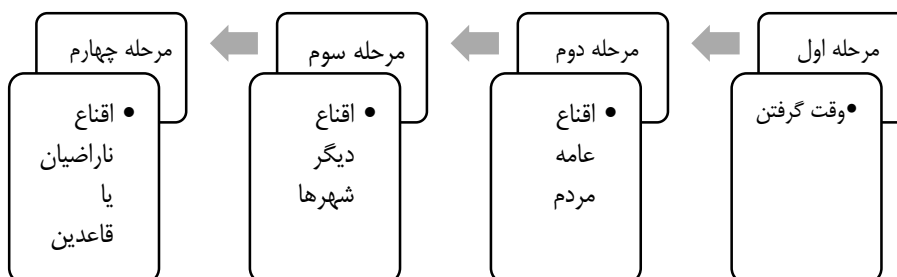 مرحله اول
•وقت گرفتن
مرحله دوم
• اقناع
عامه
مردم
مرحله سوم
• اقناع
دیگر
شهرها
مرحله چهارم
• اقناع
ناراضیان
یا
قاعدین